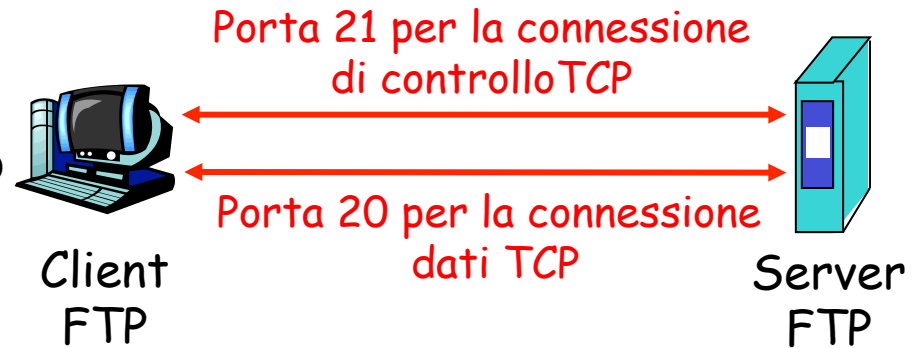 Porta 21 per la connessione
di controlloTCP
Porta 20 per la connessione
dati TCP
Client
FTP
Server
FTP